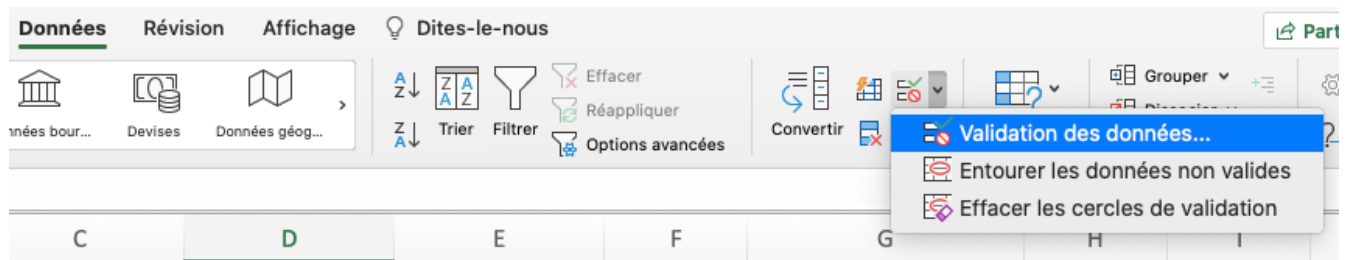 Données Révision Affichage Dites-le-nous Part
nnées bour... Devises Données géog...
A Z
Z A
Z A
A Z
Trier Filtrer
Effacer
Réappliquer
Options avancées
Convertir
Grouper
Validation des données...
Entourer les données non valides
Effacer les cercles de validation
C D E F G H I